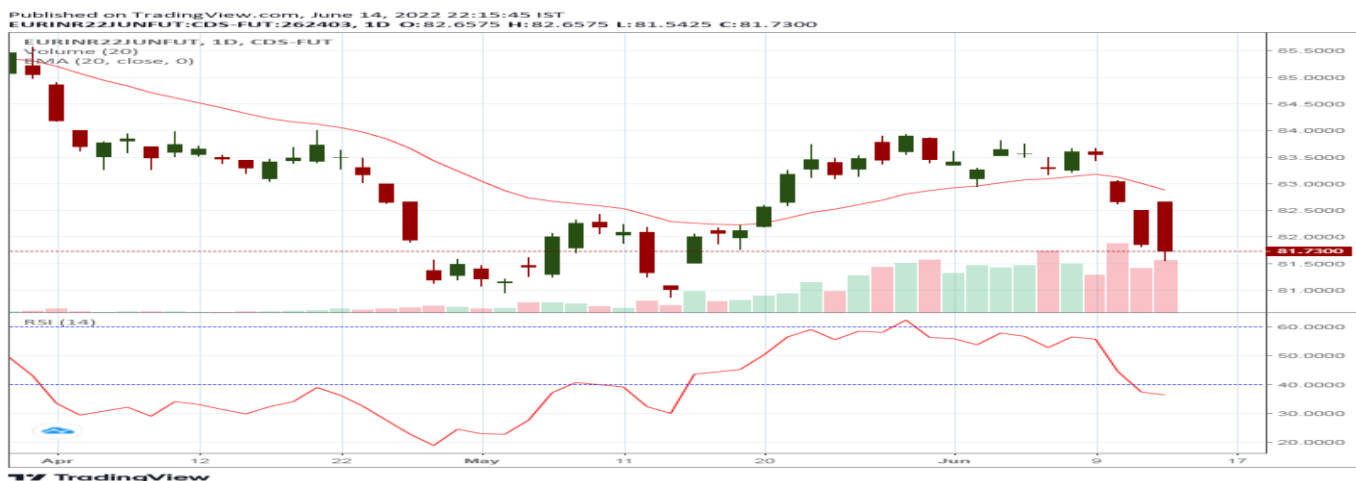 Published on TradingView.com, June 14, 2022 22:15:45 IST
EURINR22JUNFUT:CDS-FUT:262403, 1D O:82.6575 H:82.6575 L:81.5425 C:81.7300
EURINR22JUNFUT, 1D, CDS-FUT
Volume (20)
EMA (20, close, 0)
85.5000
85.0000
84.5000
84.0000
83.5000
83.0000
82.5000
82.0000
81.7300
81.5000
81.0000
RSI (14)
60.0000
50.0000
40.0000
30.0000
20.0000
Apr 12 22 May 11 20 Jun 9 17
TradingView